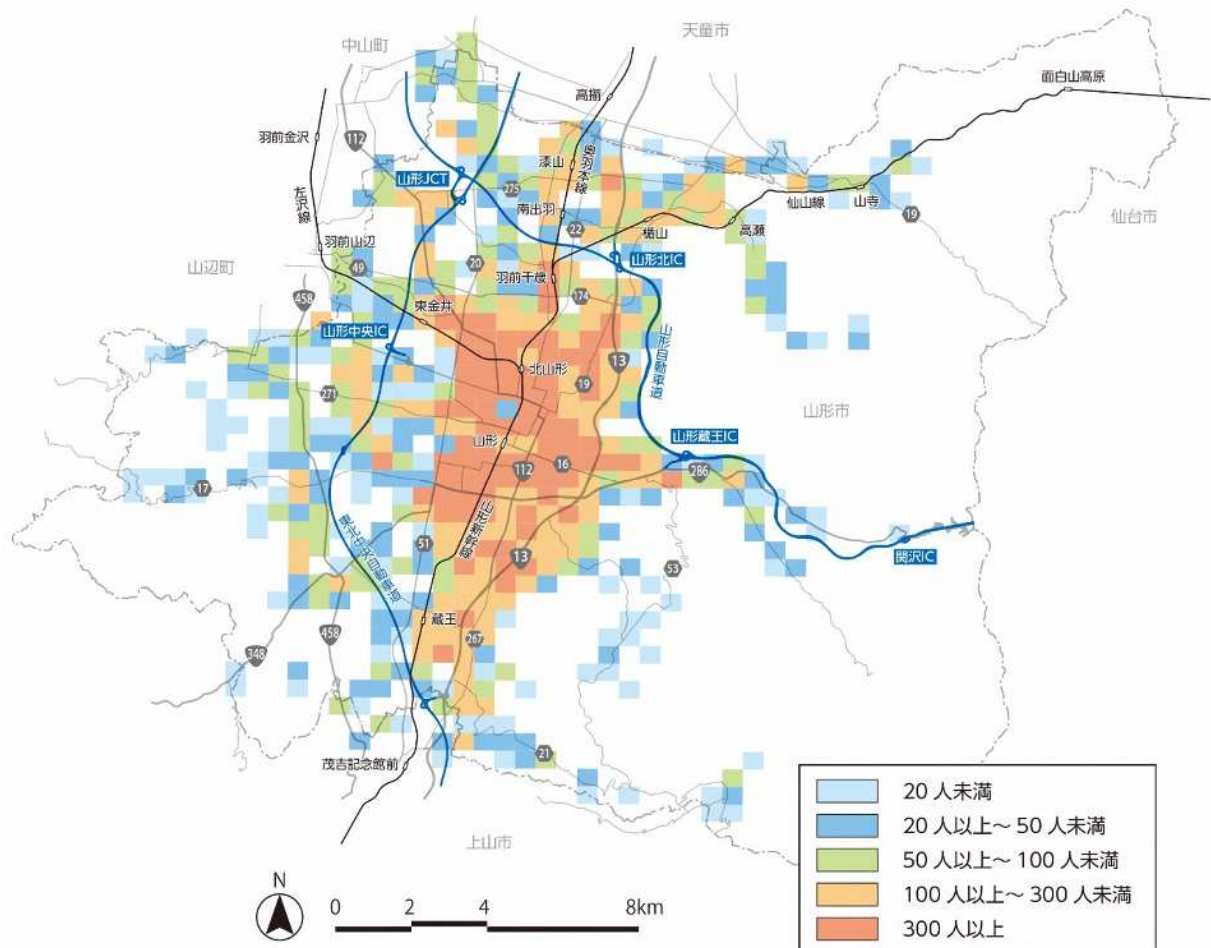 中山町
天童市
面白山高原
高擶
羽前金沢
112
漆山
奥羽本線
山形JCT
275
左沢線
仙山線
山寺
19
仙台市
南出羽
22
楯山
高瀬
羽前山辺
山形北IC
山辺町
49
20
羽前千歳
458
174
東金井
山形中央IC
山形自動車道
13
北山形
19
271
山形市
山形
山形蔵王IC
112
16
286
17
山形新幹線
東北中央自動車道
51
13
関沢IC
53
蔵王
458
267
348
21
茂吉記念館前
上山市
N
0 2 4 8km
20 人未満
20 人以上～ 50 人未満
50 人以上～ 100 人未満
100 人以上～ 300 人未満
300 人以上